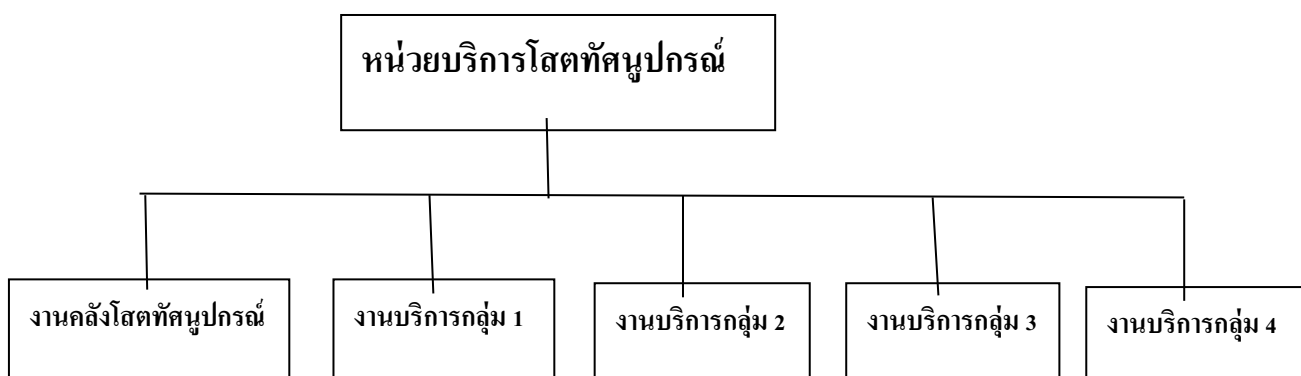 หน่วยบริการโสตทัศนูปกรณ์
งานคลังโสตทัศนูปกรณ์
งานบริการกลุ่ม 1
งานบริการกลุ่ม 2
งานบริการกลุ่ม 3
งานบริการกลุ่ม 4